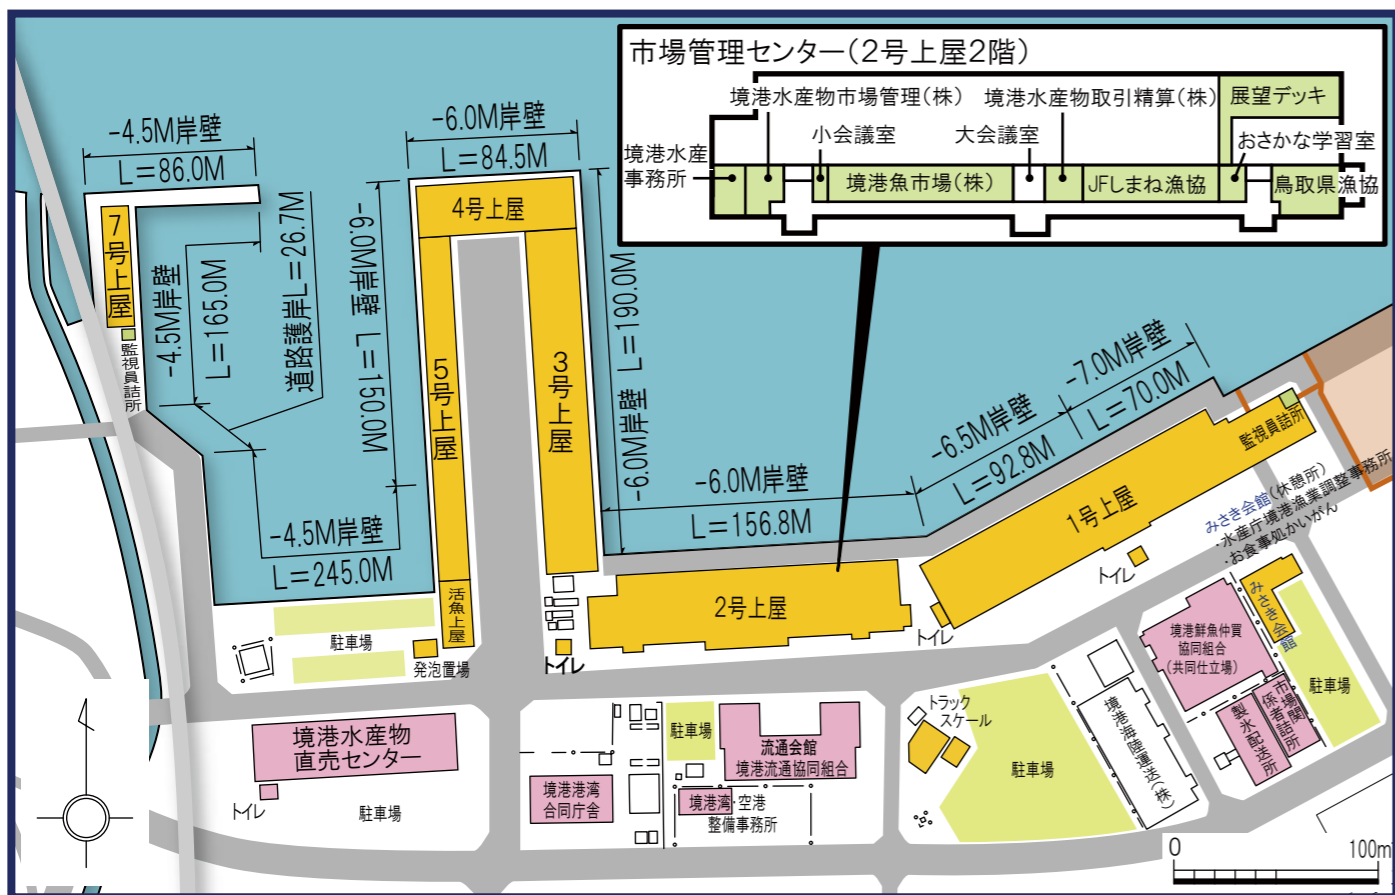 市場管理センター(2号上屋2階)
境港水産物市場管理(株)
境港水産物取引精算(株)
展望デッキ
境港水産
事務所
小会議室
大会議室
おさかな学習室
境港魚市場(株)
JFしまね漁協
鳥取県漁協
-4.5M岸壁
L=86.0M
-6.0M岸壁
L=84.5M
7号上屋
監視員詰所
-4.5M岸壁
L=165.0M
道路護岸L=26.7M
-6.0M岸壁 L=150.0M
4号上屋
5号上屋
3号上屋
-6.0M岸壁 L=190.0M
-4.5M岸壁
L=245.0M
-6.0M岸壁
L=156.8M
-6.5M岸壁
L=92.8M
-7.0M岸壁
L=70.0M
1号上屋
監視員詰所
みさき会館(休憩所)
・水産庁境港漁業調整事務所
・お食事処かいがん
トイレ
2号上屋
トイレ
活魚上屋
駐車場
発泡置場
トイレ
みさき会館
境港鮮魚仲買
協同組合
(共同仕立場)
市場関
係者詰所
製氷配送所
駐車場
境港水産物
直売センター
トイレ
駐車場
境港港湾
合同庁舎
駐車場
流通会館
境港流通協同組合
境港湾・空港
整備事務所
トラック
スケール
駐車場
境港海陸運送(株)
0
100m